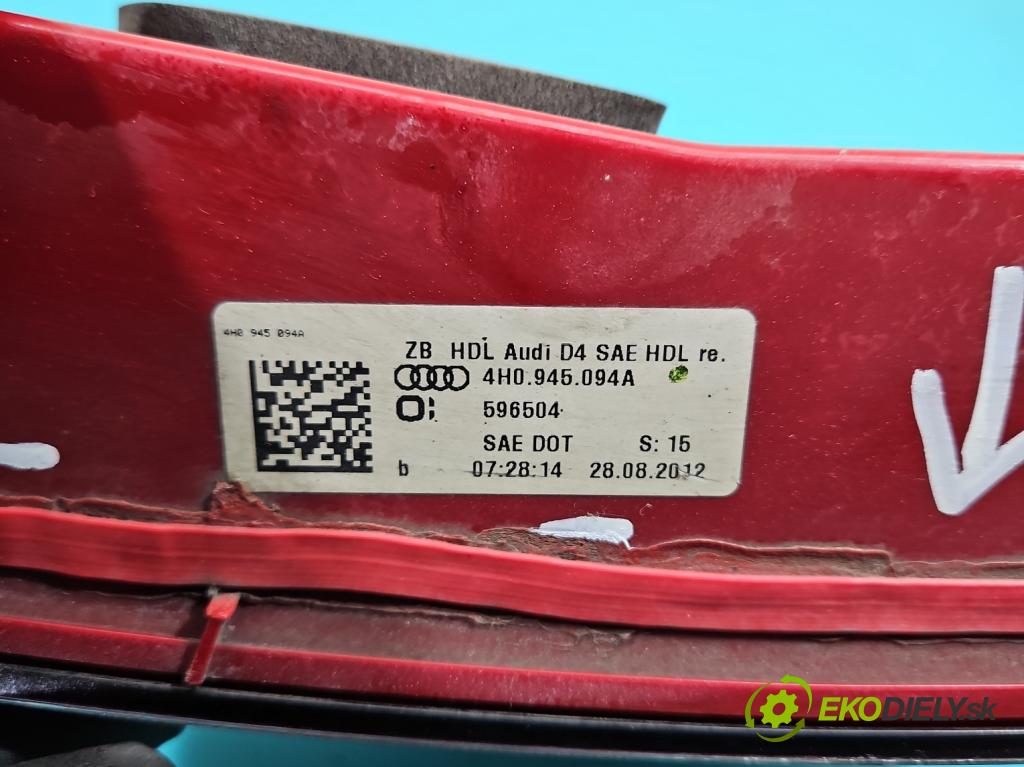 4H0 945 094A
ZB HDL Audi D4 SAE HDL re.
4H0.945.094A
596504
SAE DOT S: 15
b 07:28:14 28.08.2012
EKODIELY.sk